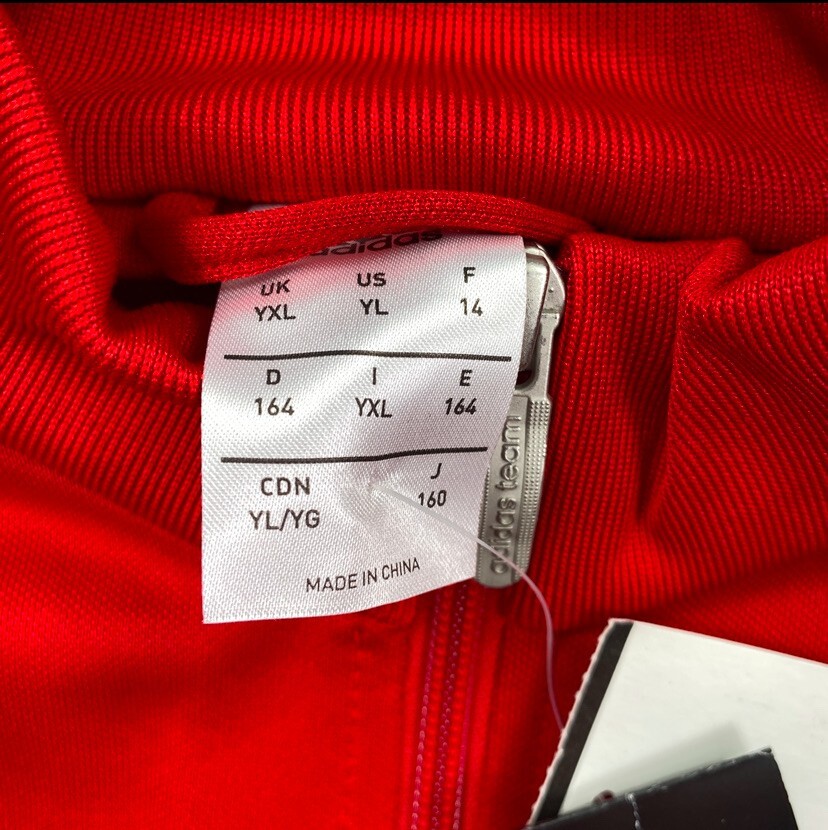 adidas
UK US F
YXL YL 14
D I E
164 YXL 164
CDN J
YL/YG 160
MADE IN CHINA
adidas team